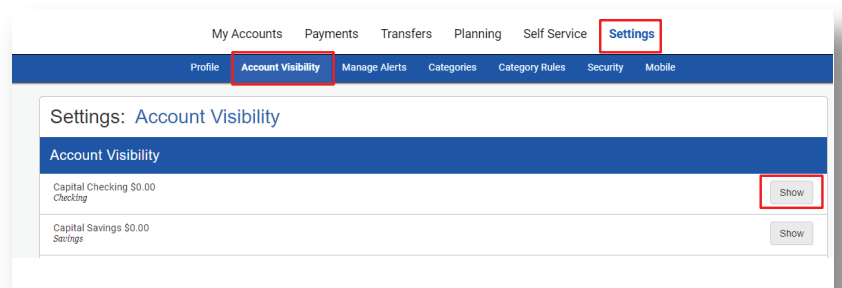 My Accounts Payments Transfers Planning Self Service Settings
Profile Account Visibility Manage Alerts Categories Category Rules Security Mobile
Settings: Account Visibility
Account Visibility
Capital Checking $0.00
Checking
Show
Capital Savings $0.00
Savings
Show